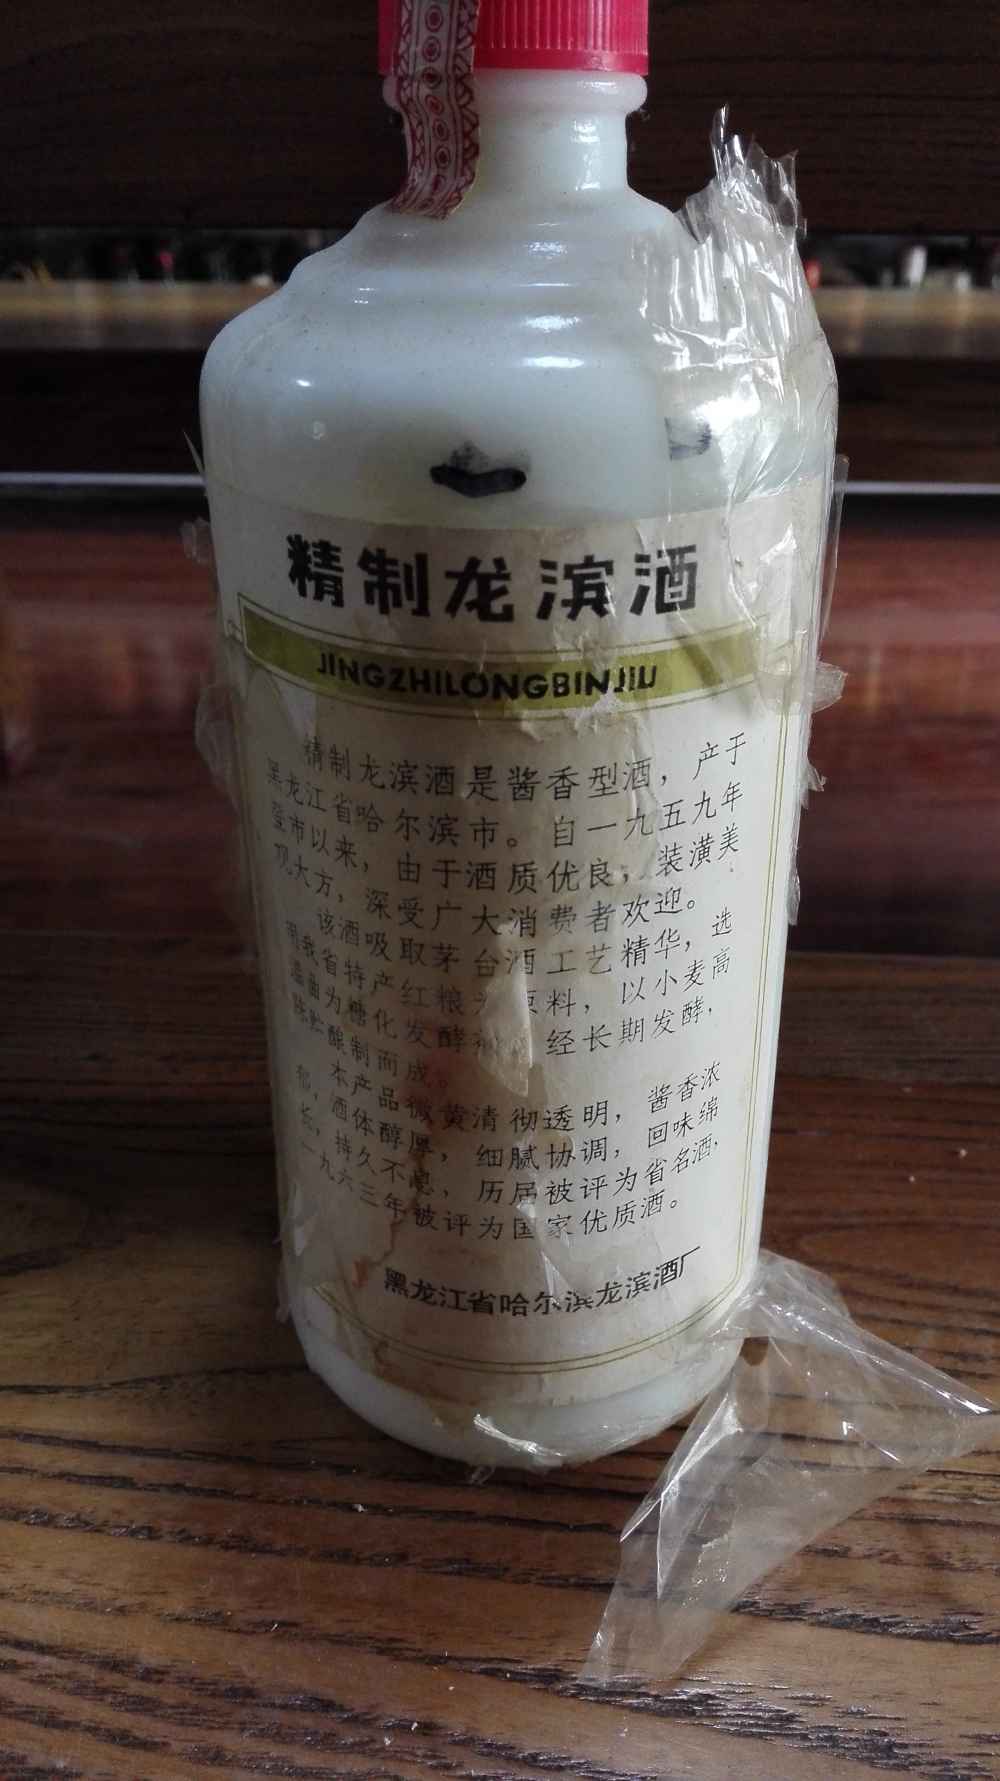 精制龙滨酒
JINGZHILONGBINJIU
精制龙滨酒是酱香型酒，产于
黑龙江省哈尔滨市。自一九五九年
登市以来，由于酒质优良，装潢美
观大方，深受广大消费者欢迎。
该酒吸取茅台酒工艺精华，选
用我省特产红粮为原料，以小麦高
温曲为糖化发酵 经长期发酵，
陈贮酿制而成。
本产品微黄清彻透明，酱香浓
郁，酒体醇厚，细腻协调，回味绵
长，持久不息，历届被评为省名酒，
一九六三年被评为国家优质酒。
黑龙江省哈尔滨龙滨酒厂